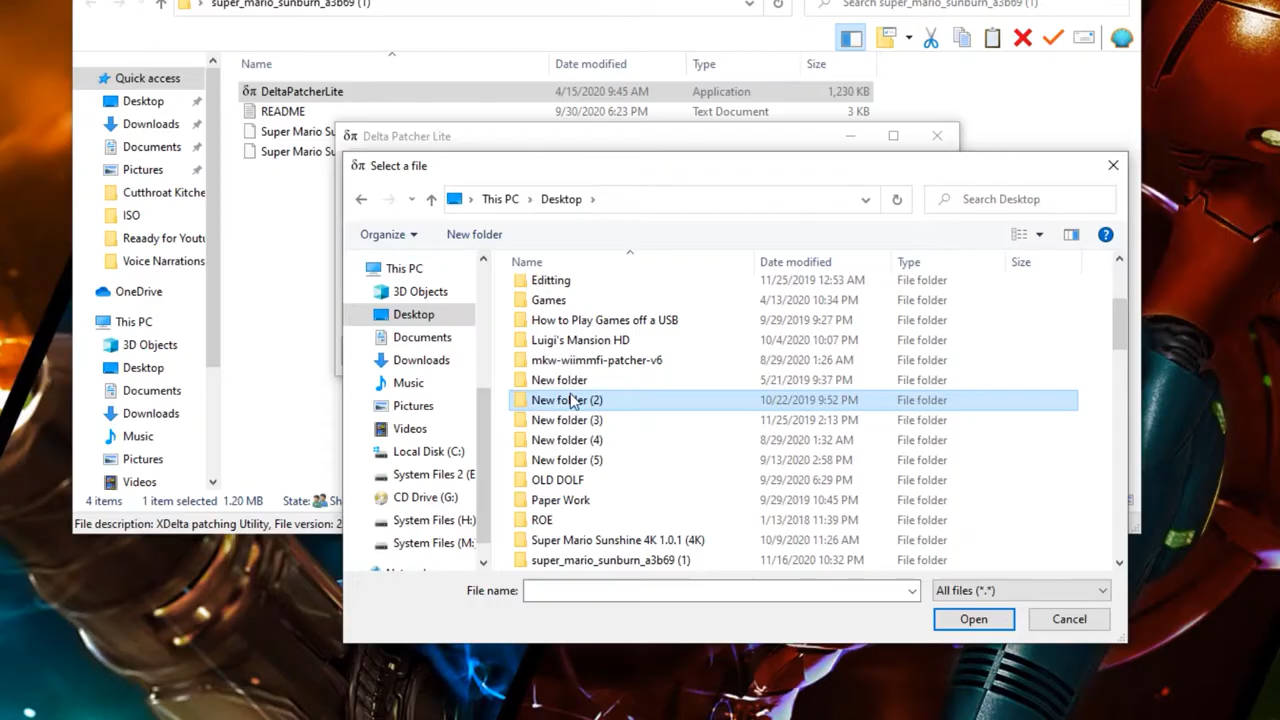 super_mario_sunburn_a3b69 (1)
Search super_mario_sunburn_a3b69 (1)
Name Date modified Type Size
Quick access
Desktop
Downloads
Documents
Pictures
Cutthroat Kitche
ISO
Reaady for Youtu
Voice Narrations
OneDrive
This PC
3D Objects
Desktop
Documents
Downloads
Music
Pictures
Videos
δπ DeltaPatcherLite 4/15/2020 9:45 AM Application 1,230 KB
README 9/30/2020 6:23 PM Text Document 3 KB
Super Mario Su
Super Mario Su
4 items 1 item selected 1.20 MB State: Sh
File description: XDelta patching Utility, File version: 2
δπ Delta Patcher Lite
δπ Select a file
This PC > Desktop >
Search Desktop
Organize New folder
This PC
3D Objects
Desktop
Documents
Downloads
Music
Pictures
Videos
Local Disk (C:)
System Files 2 (E
CD Drive (G:)
System Files (H:)
System Files (M:
Name Date modified Type Size
Editting 11/25/2019 12:53 AM File folder
Games 4/13/2020 10:34 PM File folder
How to Play Games off a USB 9/29/2019 9:27 PM File folder
Luigi's Mansion HD 10/4/2020 10:07 PM File folder
mkw-wiimmfi-patcher-v6 8/29/2020 1:26 AM File folder
New folder 5/21/2019 9:37 PM File folder
New folder (2) 10/22/2019 9:52 PM File folder
New folder (3) 11/25/2019 2:13 PM File folder
New folder (4) 8/29/2020 1:32 AM File folder
New folder (5) 9/13/2020 2:58 PM File folder
OLD DOLF 9/20/2020 6:29 PM File folder
Paper Work 9/29/2019 10:45 PM File folder
ROE 1/13/2018 11:39 PM File folder
Super Mario Sunshine 4K 1.0.1 (4K) 10/9/2020 11:26 AM File folder
super_mario_sunburn_a3b69 (1) 11/16/2020 10:32 PM File folder
File name:
All files (*.*)
Open Cancel